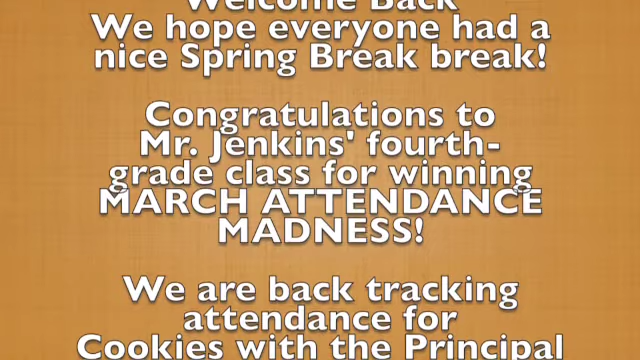 Welcome Back
We hope everyone had a
nice Spring Break break!
Congratulations to
Mr. Jenkins' fourth-
grade class for winning
MARCH ATTENDANCE
MADNESS!
We are back tracking
attendance for
Cookies with the Principal